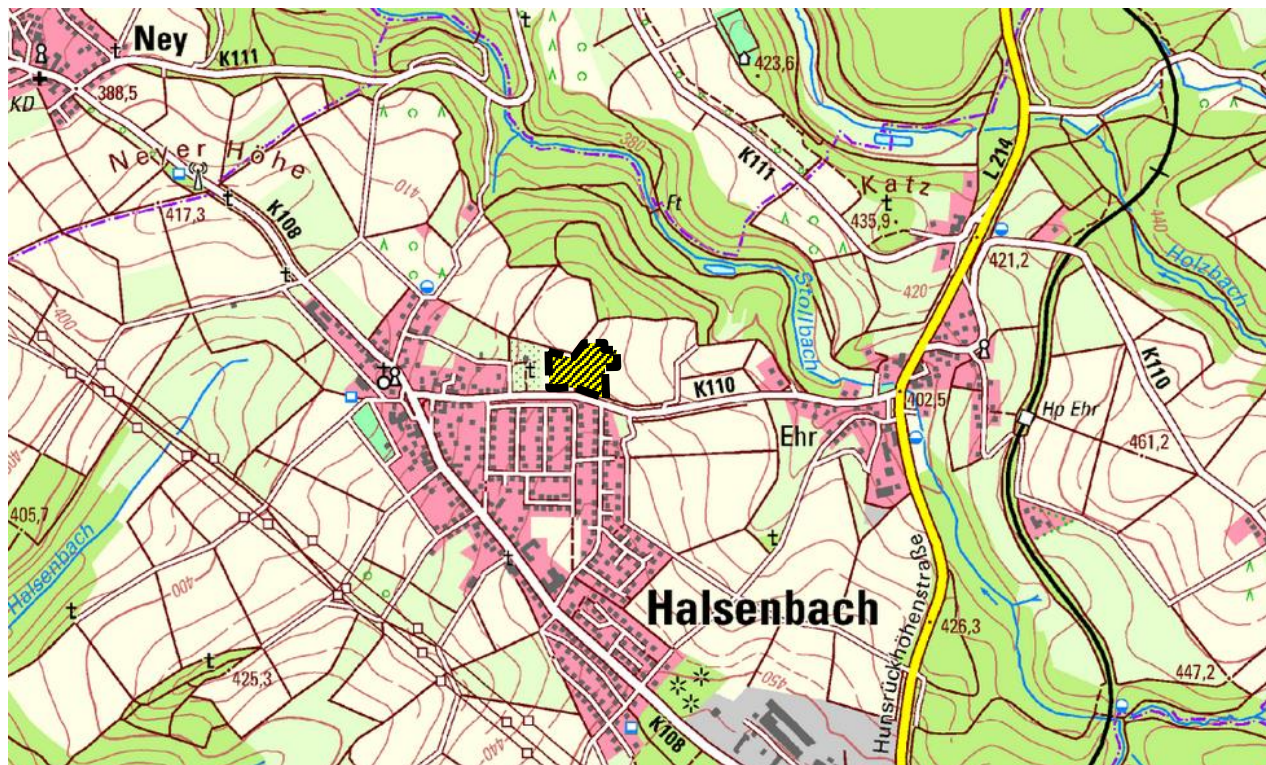 Ney
K111
423,6
KD
388,5
Neyer Höhe
380
K111
L214
410
Ft
Katz
435,9
417,3
K108
440
421,2
Holzbach
420
Stollbach
400
K110
K110
402,5
Hp Ehr
Ehr
461,2
400
405,7
Halsenbach
400
Halsenbach
Hunsrückhöhenstraße
426,3
425,3
450
447,2
440
K108